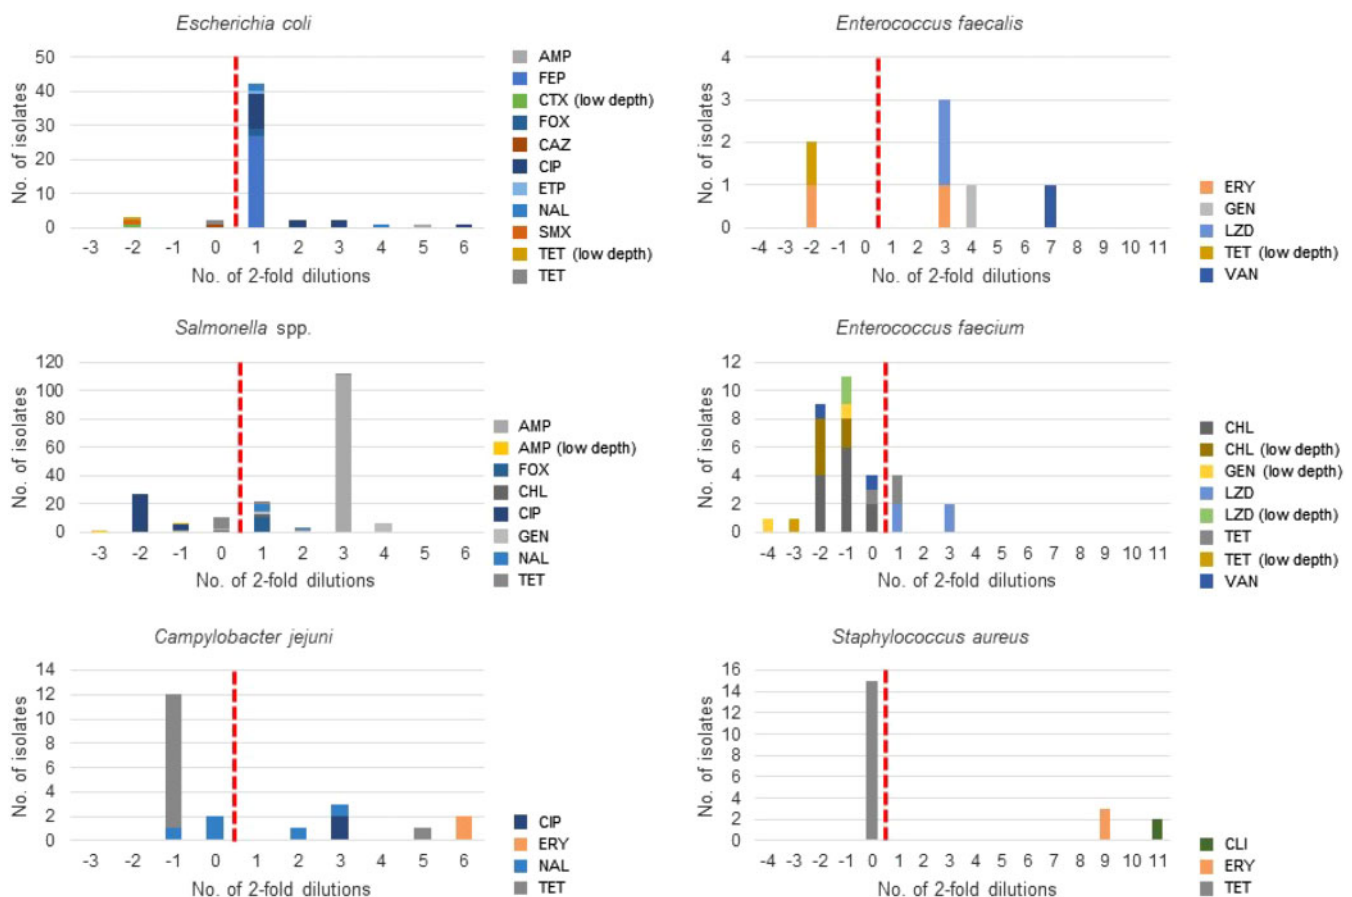 Escherichia coli
50
40
30
20
10
0
No. of isolates
-3 -2 -1 0 1 2 3 4 5 6
No. of 2-fold dilutions
AMP
FEP
CTX (low depth)
FOX
CAZ
CIP
ETP
NAL
SMX
TET (low depth)
TET
Enterococcus faecalis
4
3
2
1
0
No. of isolates
-4 -3 -2 -1 0 1 2 3 4 5 6 7 8 9 10 11
No. of 2-fold dilutions
ERY
GEN
LZD
TET (low depth)
VAN
Salmonella spp.
120
100
80
60
40
20
0
No. of isolates
-3 -2 -1 0 1 2 3 4 5 6
No. of 2-fold dilutions
AMP
AMP (low depth)
FOX
CHL
CIP
GEN
NAL
TET
Enterococcus faecium
12
10
8
6
4
2
0
No. of isolates
-4 -3 -2 -1 0 1 2 3 4 5 6 7 8 9 10 11
No. of 2-fold dilutions
CHL
CHL (low depth)
GEN (low depth)
LZD
LZD (low depth)
TET
TET (low depth)
VAN
Campylobacter jejuni
14
12
10
8
6
4
2
0
No. of isolates
-3 -2 -1 0 1 2 3 4 5 6
No. of 2-fold dilutions
CIP
ERY
NAL
TET
Staphylococcus aureus
16
14
12
10
8
6
4
2
0
No. of isolates
-4 -3 -2 -1 0 1 2 3 4 5 6 7 8 9 10 11
No. of 2-fold dilutions
CLI
ERY
TET